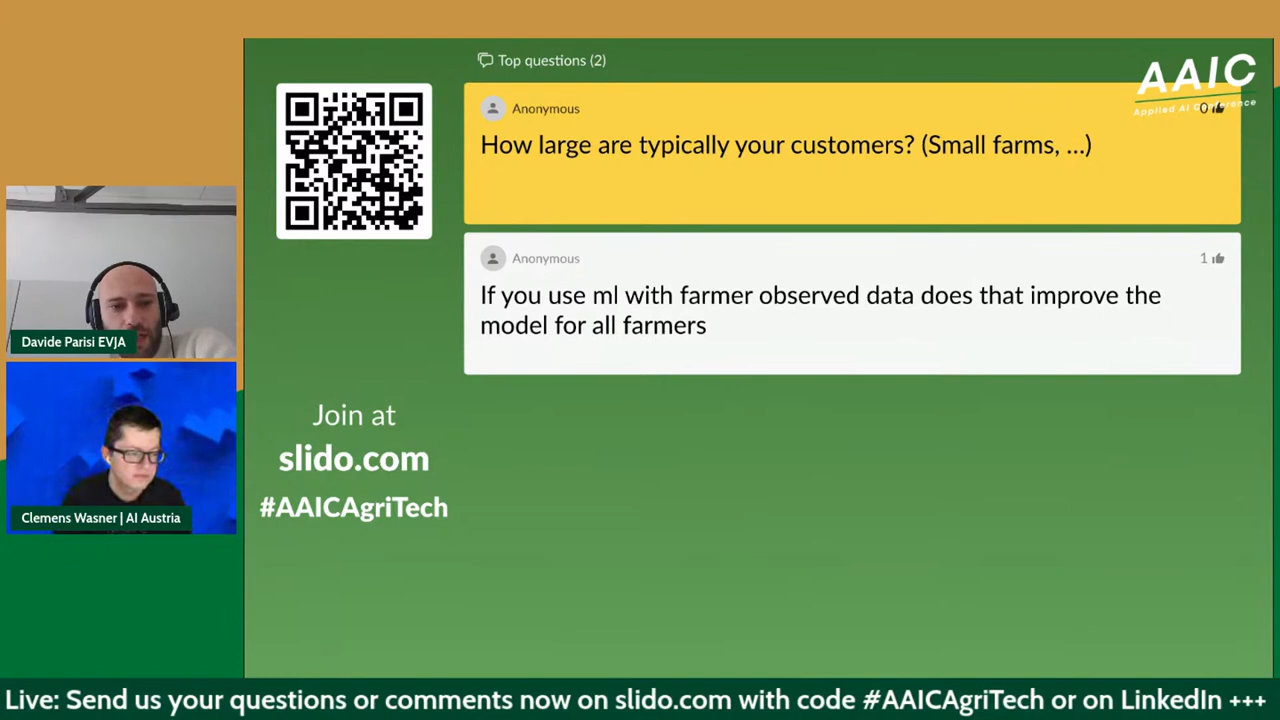 Top questions (2)
AAIC
Applied AI Conference
Anonymous
0
How large are typically your customers? (Small farms, ...)
Anonymous
1
If you use ml with farmer observed data does that improve the
model for all farmers
Davide Parisi EVJA
Clemens Wasner | AI Austria
Join at
slido.com
#AAICAgriTech
Live: Send us your questions or comments now on slido.com with code #AAICAgriTech or on LinkedIn +++